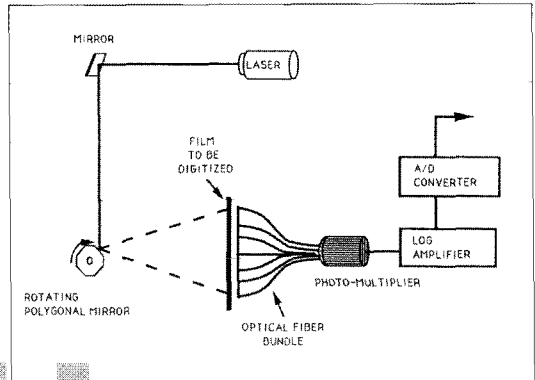 MIRROR
LASER
FILM
TO BE
DIGITIZED
A/D
CONVERTER
LOG
AMPLIFIER
PHOTO-MULTIPLIER
ROTATING
POLYGONAL MIRROR
OPTICAL FIBER
BUNDLE